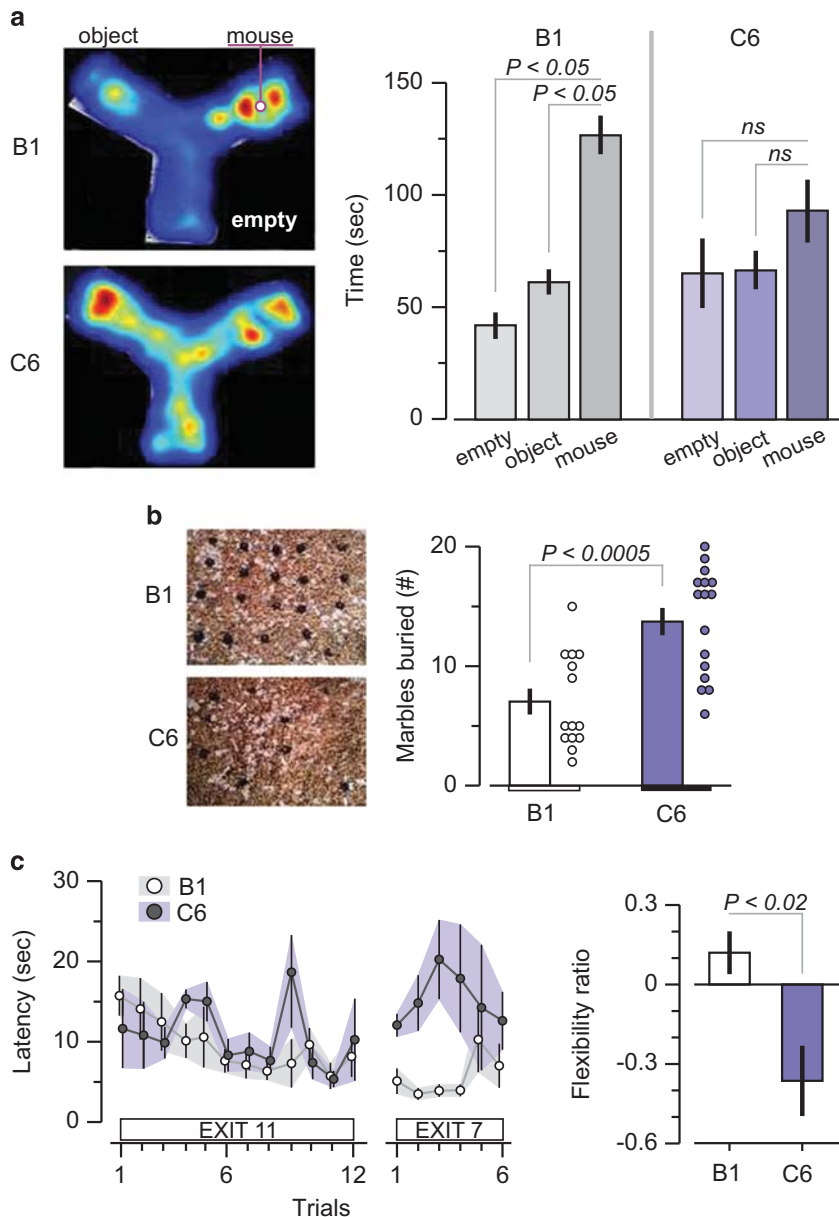 a
object
mouse
B1
empty
C6
B1
C6
P < 0.05
P < 0.05
ns
ns
Time (sec)
150
100
50
0
empty
object
mouse
empty
object
mouse
b
B1
C6
P < 0.0005
Marbles buried (#)
20
10
0
B1
C6
c
B1
C6
Latency (sec)
30
20
10
0
EXIT 11
EXIT 7
1
6
12
1
6
Trials
P < 0.02
Flexibility ratio
0.3
0
-0.3
-0.6
B1
C6